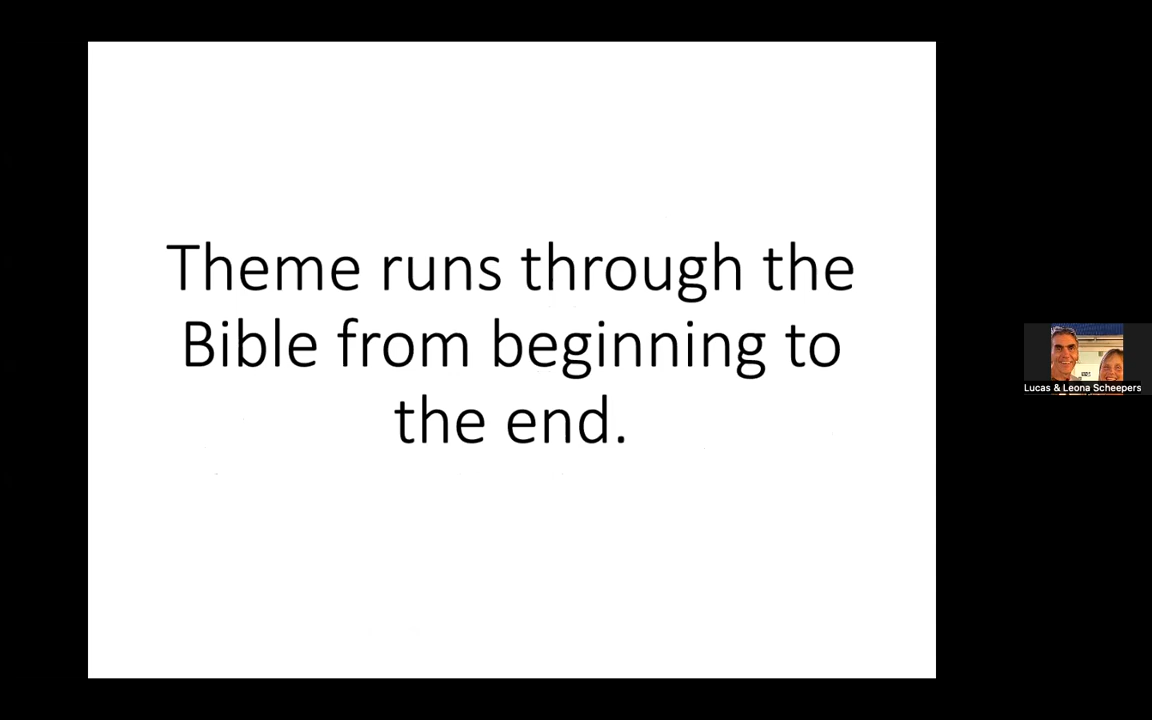 Theme runs through the
Bible from beginning to
the end.
Lucas & Leona Scheepers